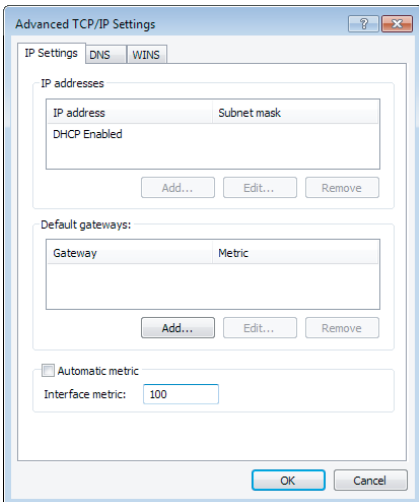 Advanced TCP/IP Settings
IP Settings DNS WINS
IP addresses
IP address Subnet mask
DHCP Enabled
Add... Edit... Remove
Default gateways:
Gateway Metric
Add... Edit... Remove
Automatic metric
Interface metric: 100
OK Cancel